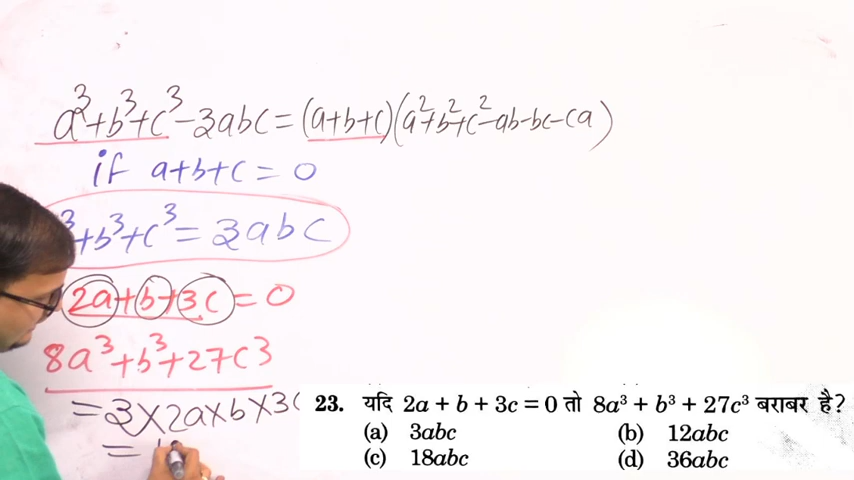 a³+b³+c³-3abc=(a+b+c)(a²+b²+c²-ab-bc-ca)
if a+b+c=0
³+b³+c³=3abc
2a+b+3c=0
8a³+b³+27c3
=3×2a×b×3c
=
23. यदि 2a + b + 3c = 0 तो 8a³ + b³ + 27c³ बराबर है?
(a) 3abc (b) 12abc
(c) 18abc (d) 36abc